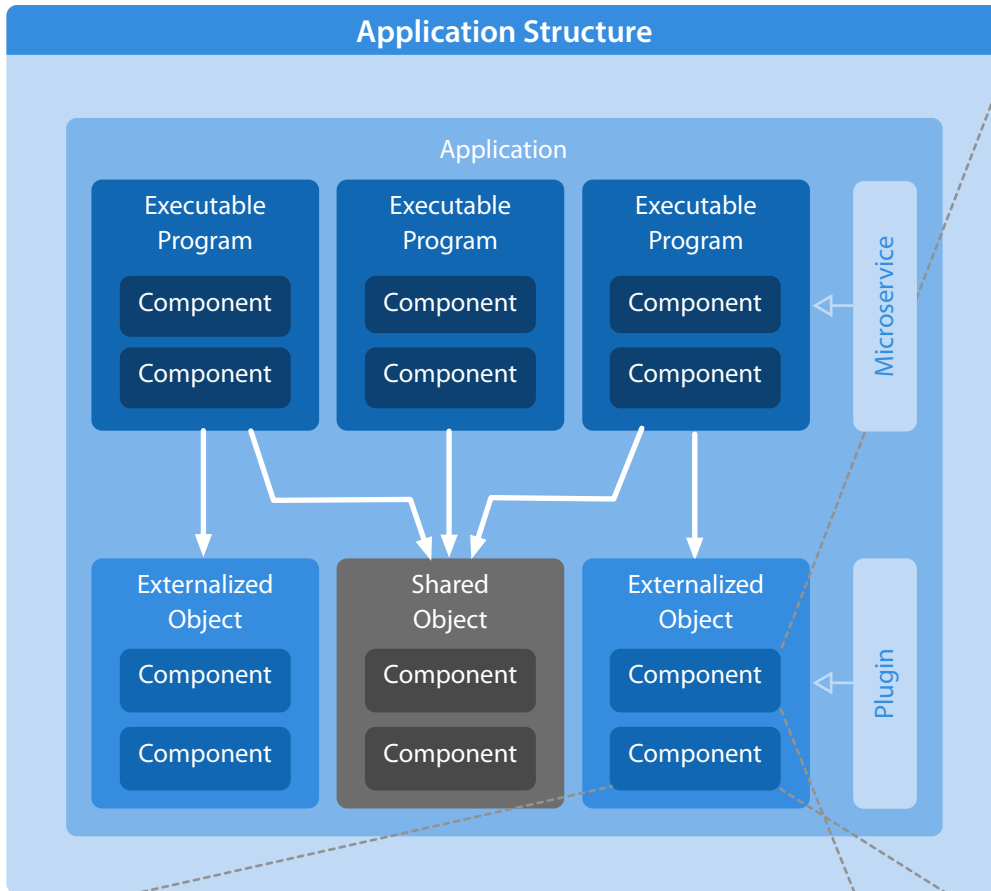 Application Structure
Application
Executable
Program
Component
Component
Executable
Program
Component
Component
Executable
Program
Component
Component
Microservice
Externalized
Object
Component
Component
Shared
Object
Component
Component
Externalized
Object
Component
Component
Plugin